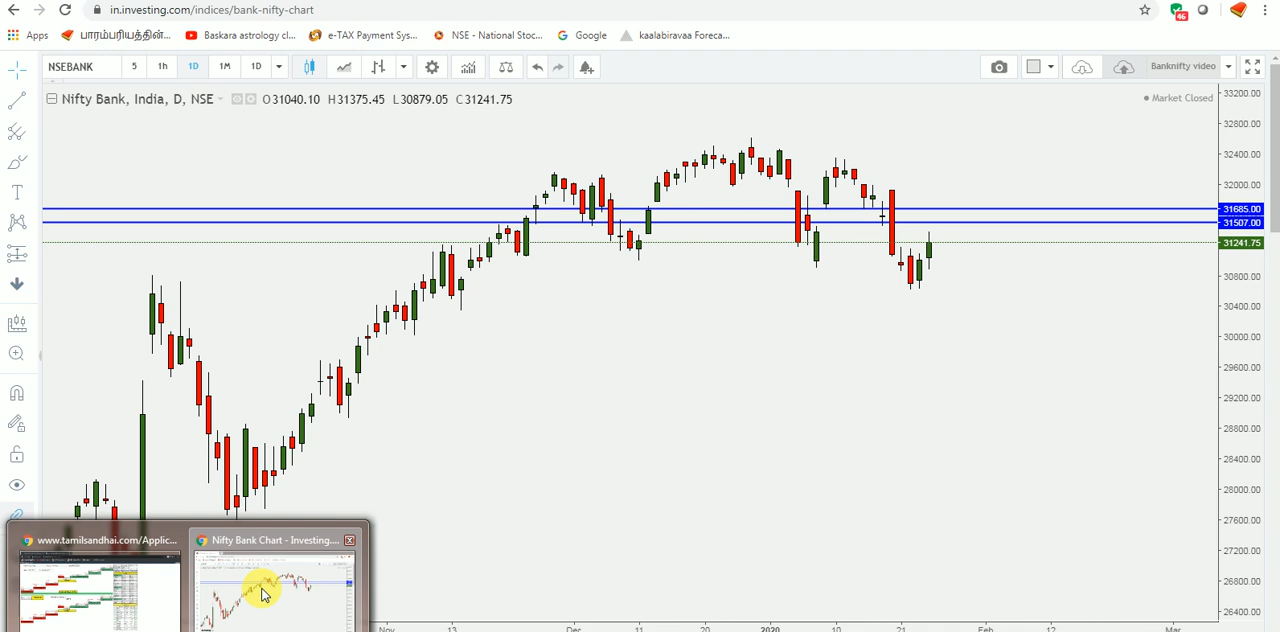 in.investing.com/indices/bank-nifty-chart
46
Apps
பாரம்பரியத்தின்...
Baskara astrology cl...
e-TAX Payment Sys...
NSE - National Stoc...
Google
kaalabiravaa Foreca...
NSEBANK
5
1h
1D
1M
1D
Banknifty video
Nifty Bank, India, D, NSE
O31040.10 H31375.45 L30879.05 C31241.75
Market Closed
33200.00
32800.00
32400.00
32000.00
31685.00
31507.00
31241.75
30800.00
30400.00
30000.00
29600.00
29200.00
28800.00
28400.00
28000.00
27600.00
27200.00
26800.00
26400.00
www.tamilsandhai.com/Applic...
Nifty Bank Chart - Investing....
Nov 13 Dec 11 20 2020 10 21 Feb 12 Mar